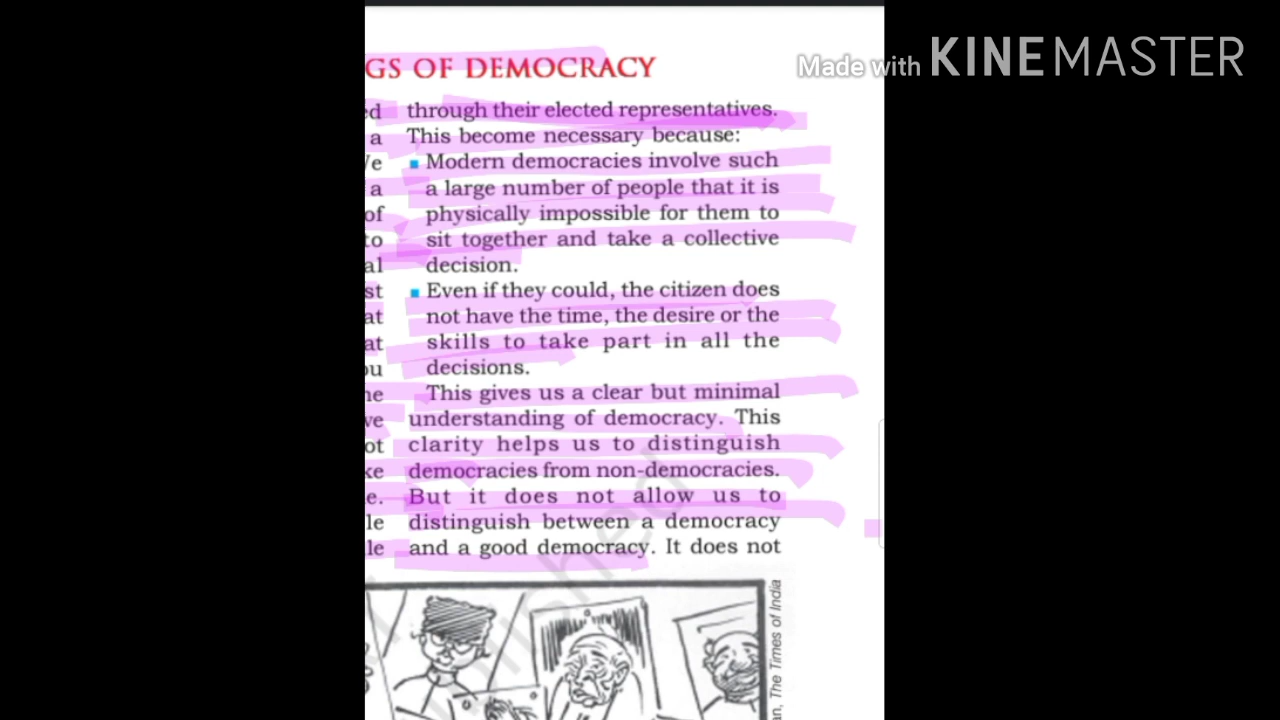 Made with KINEMASTER
GS OF DEMOCRACY
through their elected representatives.
This become necessary because:
Modern democracies involve such
a large number of people that it is
physically impossible for them to
sit together and take a collective
decision.
Even if they could, the citizen does
not have the time, the desire or the
skills to take part in all the
decisions.
This gives us a clear but minimal
understanding of democracy. This
clarity helps us to distinguish
democracies from non-democracies.
But it does not allow us to
distinguish between a democracy
and a good democracy. It does not
The Times of India